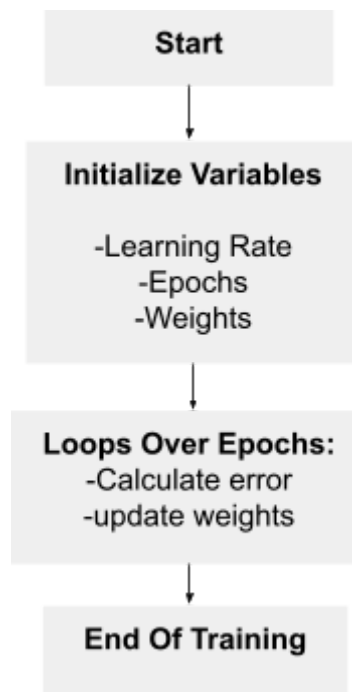 Start
Initialize Variables
-Learning Rate
-Epochs
-Weights
Loops Over Epochs:
-Calculate error
-update weights
End Of Training